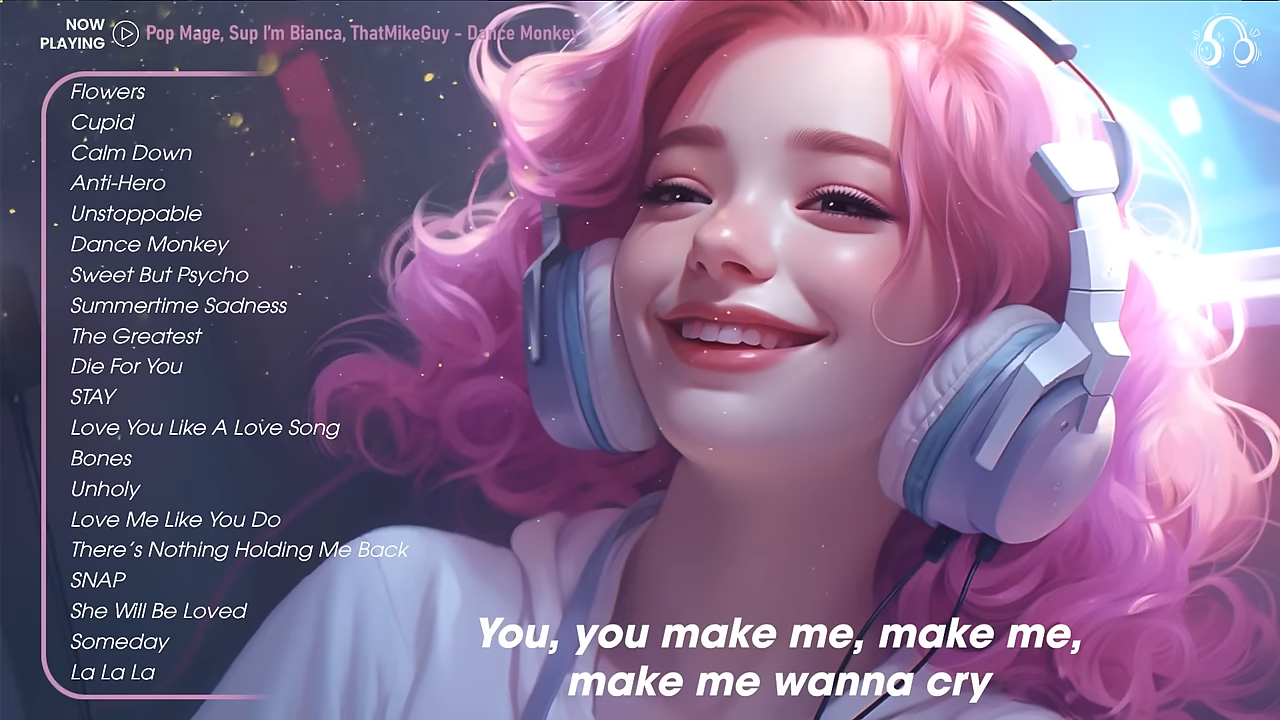 NOW
PLAYING
Pop Mage, Sup I'm Bianca, ThatMikeGuy - Dance Monkey
Flowers
Cupid
Calm Down
Anti-Hero
Unstoppable
Dance Monkey
Sweet But Psycho
Summertime Sadness
The Greatest
Die For You
STAY
Love You Like A Love Song
Bones
Unholy
Love Me Like You Do
There's Nothing Holding Me Back
SNAP
She Will Be Loved
Someday
La La La
You, you make me, make me,
make me wanna cry